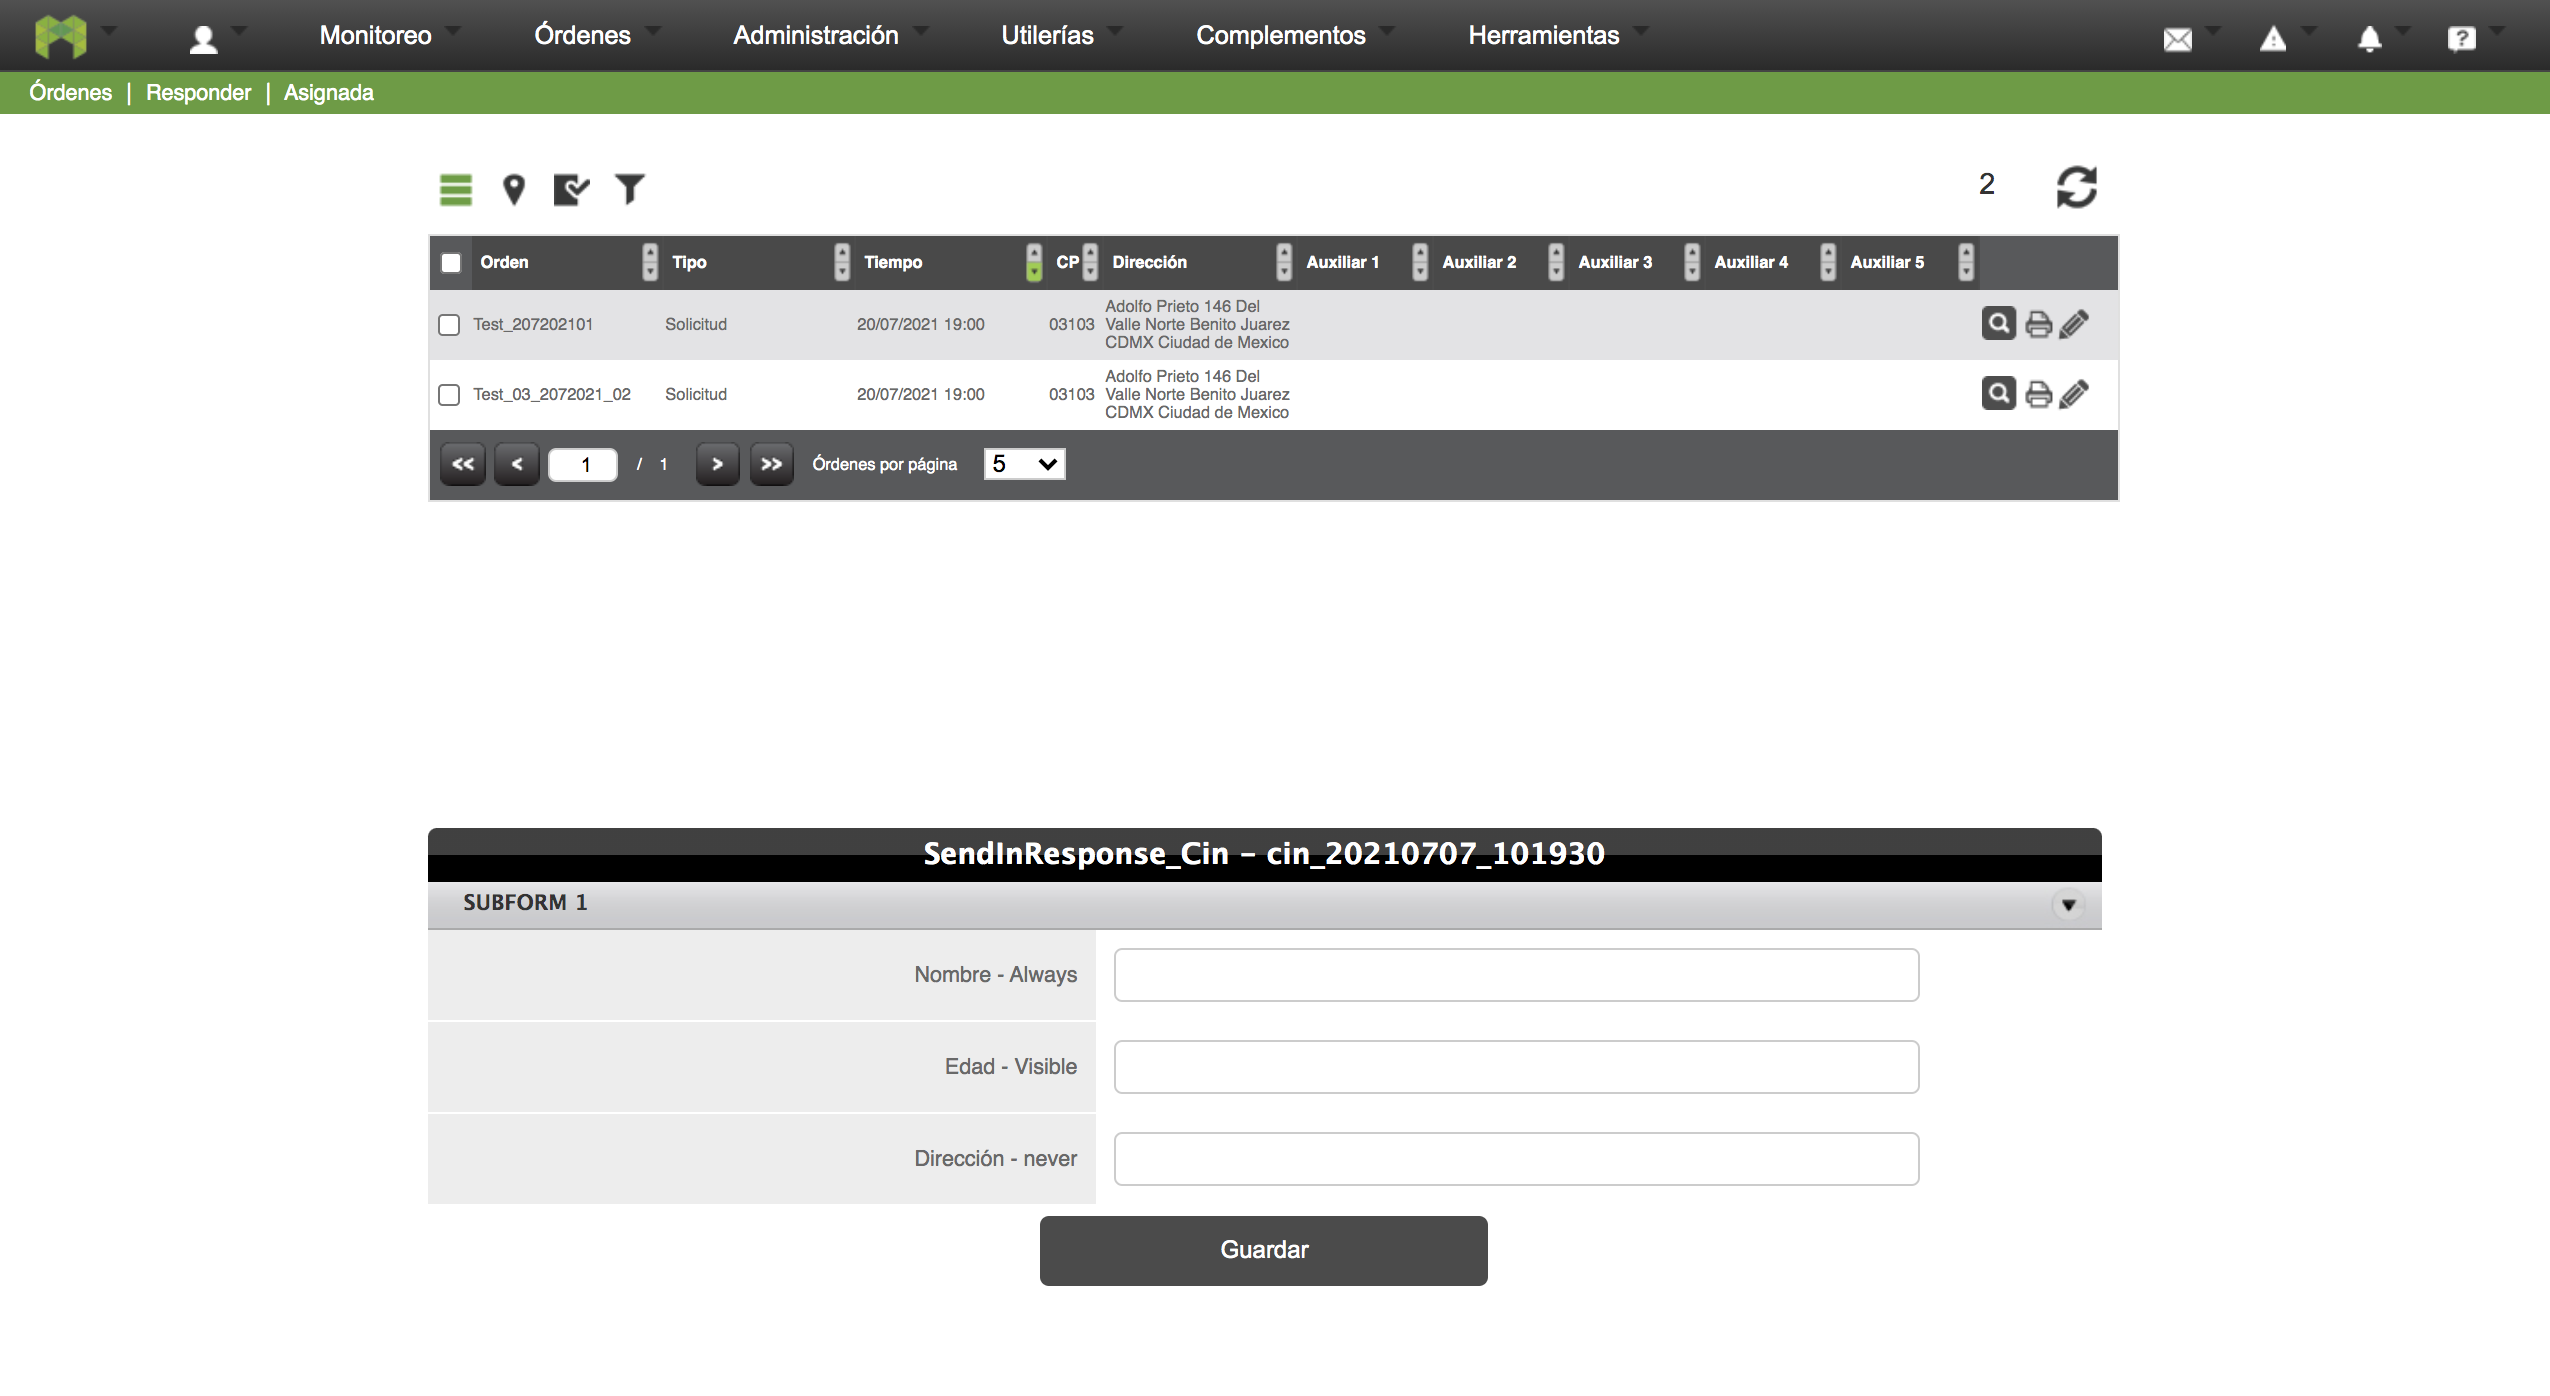 Monitoreo Órdenes Administración Utilerías Complementos Herramientas
Órdenes | Responder | Asignada
2
Orden Tipo Tiempo CP Dirección Auxiliar 1 Auxiliar 2 Auxiliar 3 Auxiliar 4 Auxiliar 5
Test_207202101 Solicitud 20/07/2021 19:00 03103 Adolfo Prieto 146 Del
Valle Norte Benito Juarez
CDMX Ciudad de Mexico
Test_03_2072021_02 Solicitud 20/07/2021 19:00 03103 Adolfo Prieto 146 Del
Valle Norte Benito Juarez
CDMX Ciudad de Mexico
<< < 1 / 1 > >> Órdenes por página 5
SendInResponse_Cin - cin_20210707_101930
SUBFORM 1
Nombre - Always
Edad - Visible
Dirección - never
Guardar